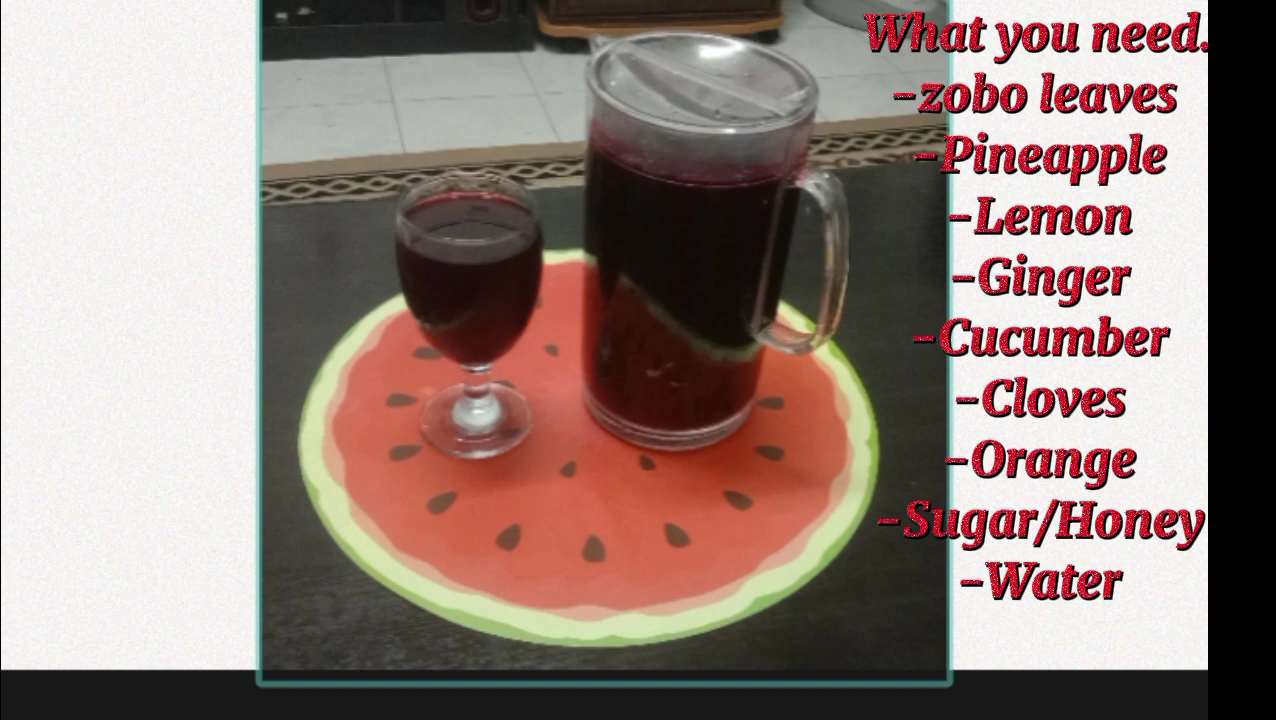 What you need.
-zobo leaves
-Pineapple
-Lemon
-Ginger
-Cucumber
-Cloves
-Orange
-Sugar/Honey
-Water